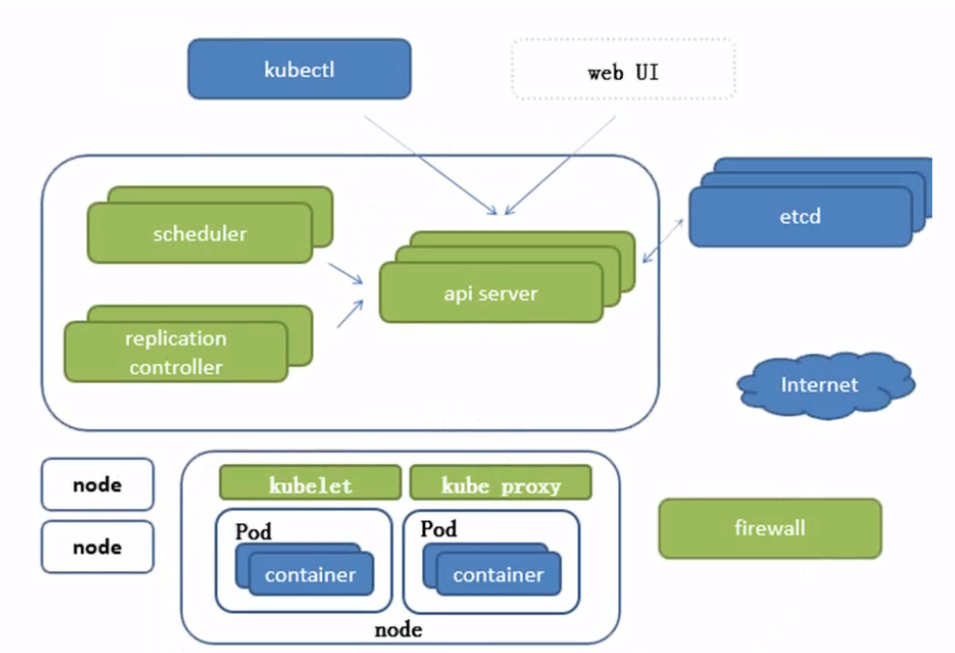 kubectl
web UI
scheduler
etcd
api server
replication
controller
Internet
node
node
kubelet
kube proxy
Pod
container
Pod
container
node
firewall